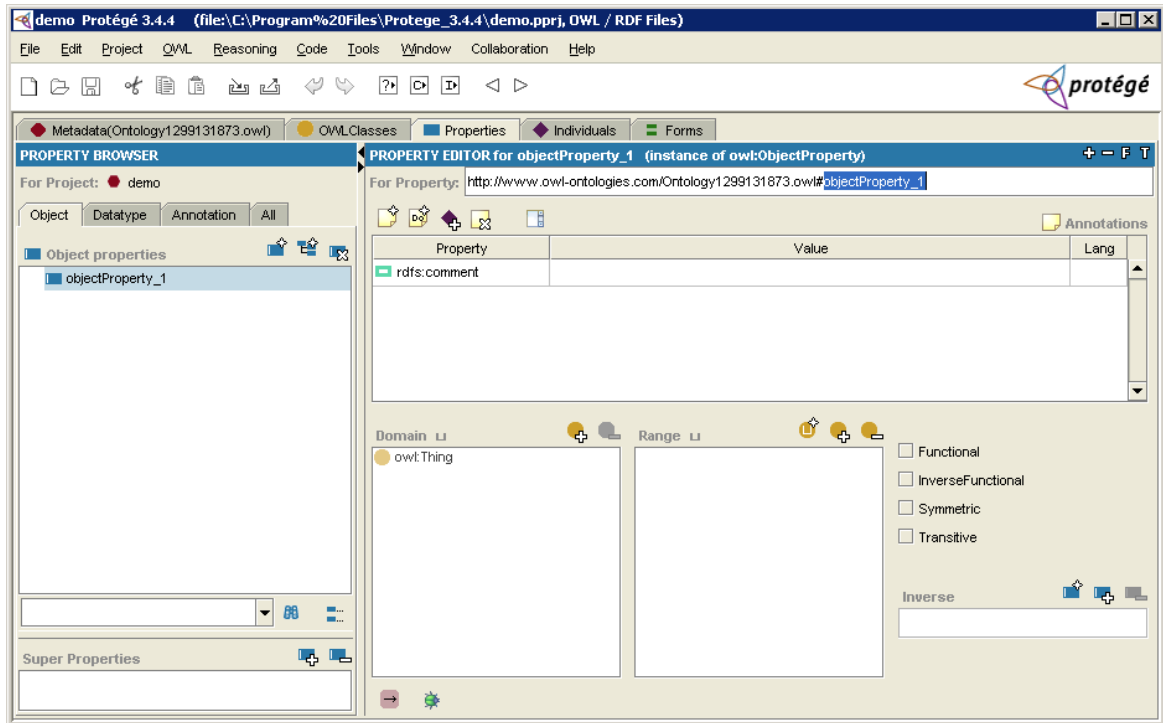 demo Protégé 3.4.4 (file:\C:\Program%20Files\Protege_3.4.4\demo.pprj, OWL / RDF Files)
File Edit Project OWL Reasoning Code Tools Window Collaboration Help
protégé
Metadata(Ontology1299131873.owl) OWLClasses Properties Individuals Forms
PROPERTY BROWSER
For Project: demo
Object Datatype Annotation All
Object properties
objectProperty_1
Super Properties
PROPERTY EDITOR for objectProperty_1 (instance of owl:ObjectProperty)
F T
For Property: http://www.owl-ontologies.com/Ontology1299131873.owl#objectProperty_1
Annotations
Property Value Lang
rdfs:comment
Domain ⊔
owl:Thing
Range ⊔
Functional
InverseFunctional
Symmetric
Transitive
Inverse